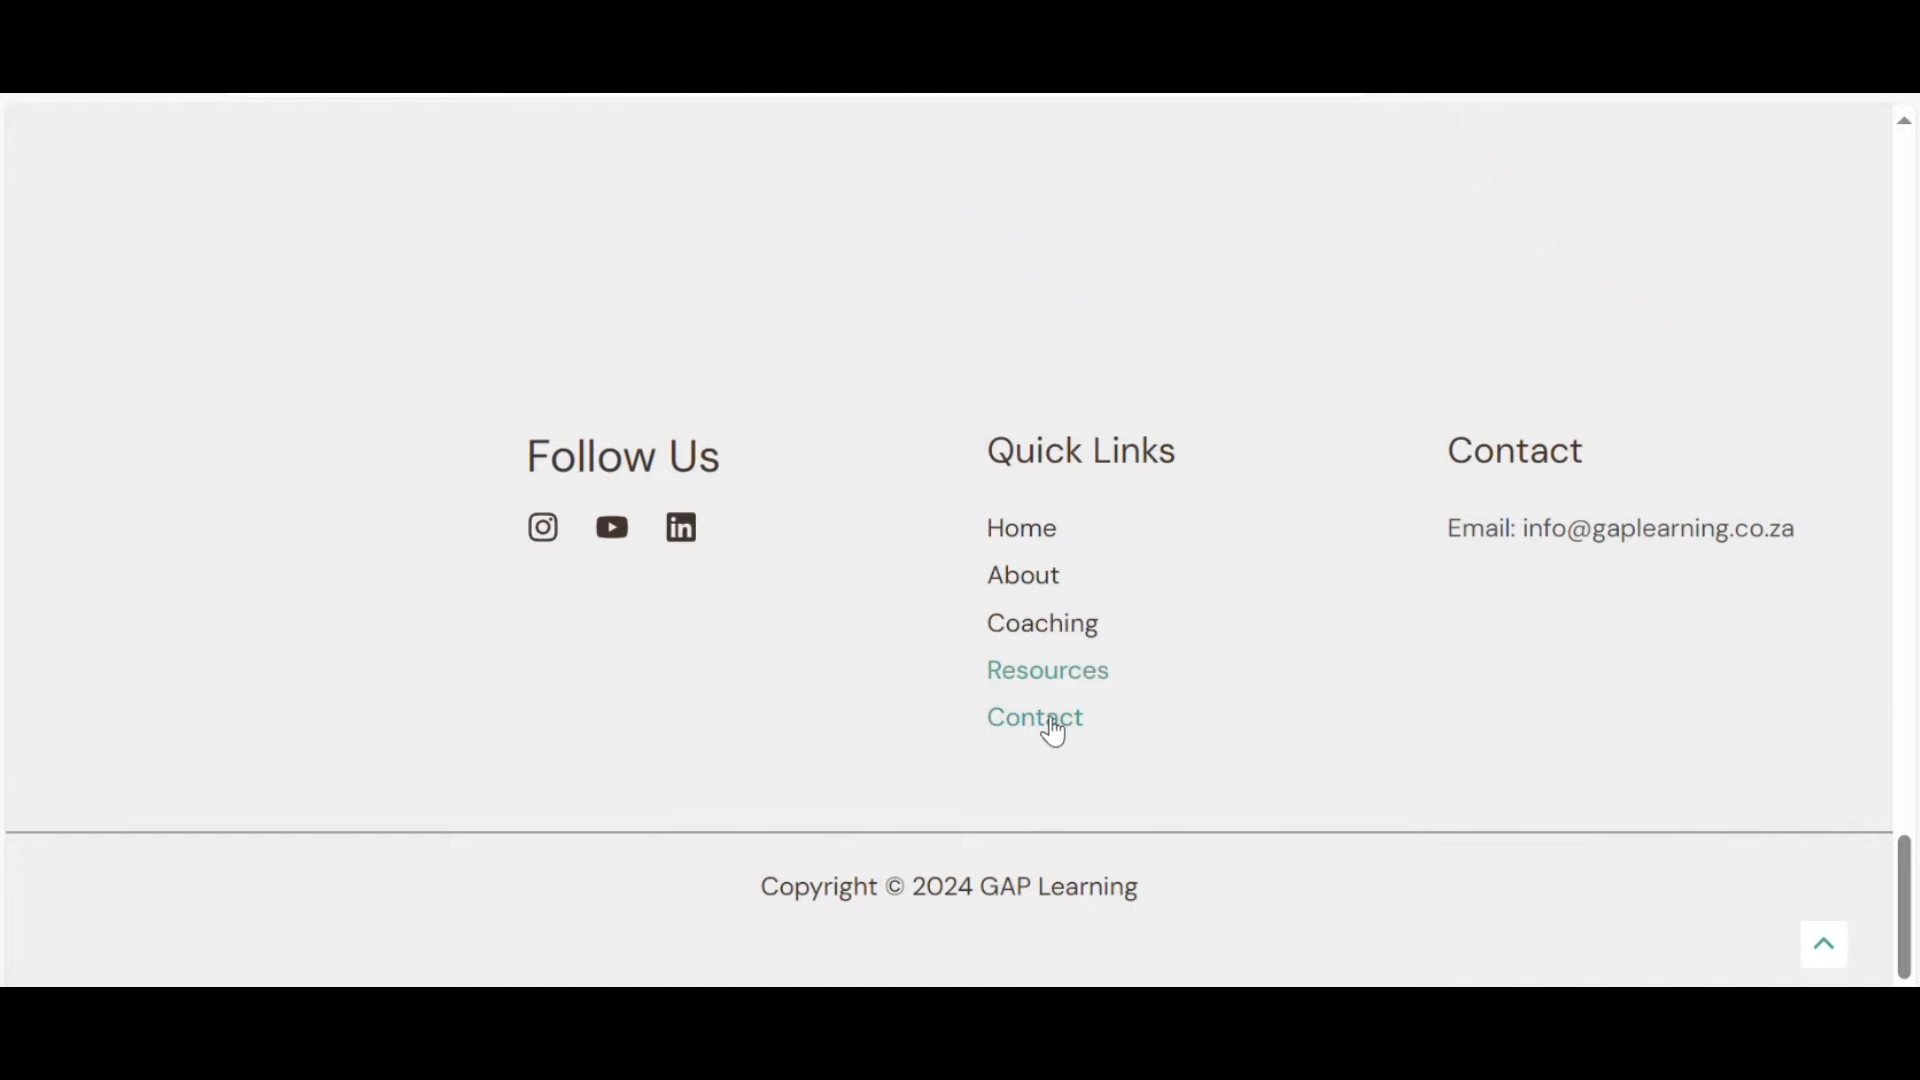 Follow Us
Quick Links
Home
About
Coaching
Resources
Contact
Contact
Email: info@gaplearning.co.za
Copyright © 2024 GAP Learning